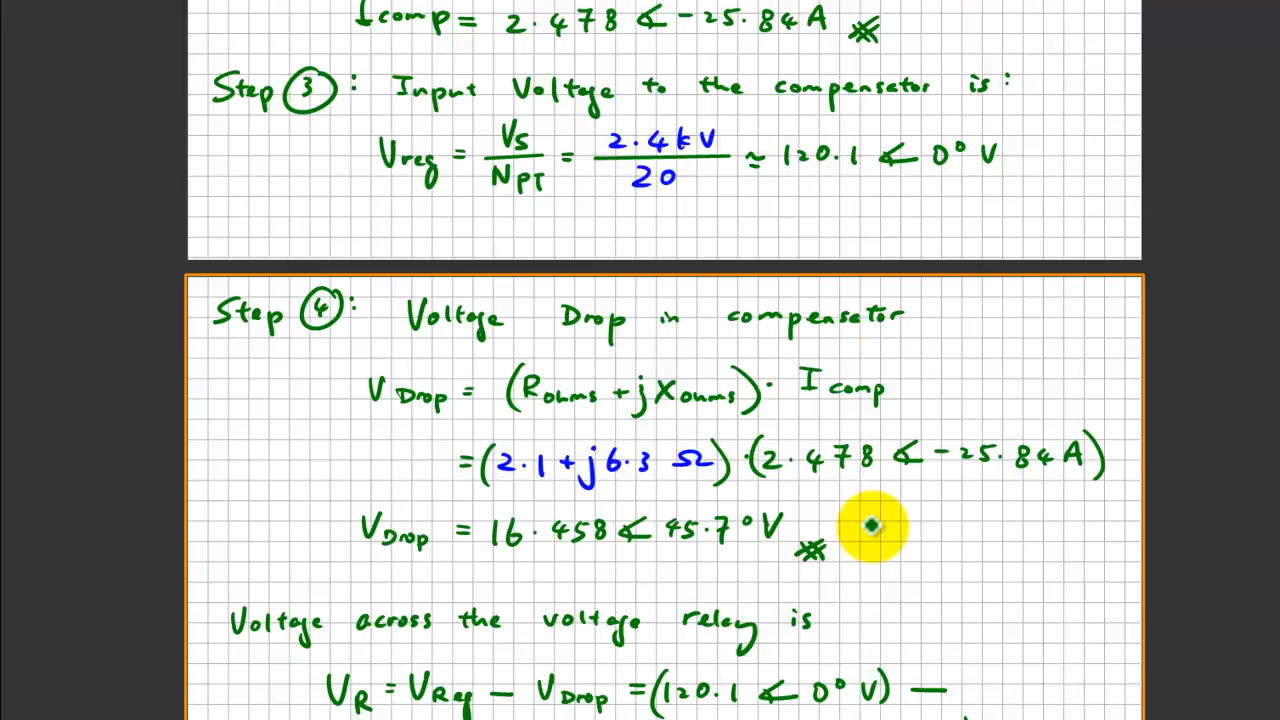 Icomp = 2.478 ∠ -25.84 A
Step 3: Input Voltage to the compensator is:
Vreg = Vs / NPT = 2.4kV / 20 ≈ 120.1 ∠ 0° V
Step 4: Voltage Drop in compensator
VDrop = (Rohms + jXohms) · Icomp
= (2.1 + j6.3 Ω) · (2.478 ∠ -25.84 A)
VDrop = 16.458 ∠ 45.7° V
Voltage across the voltage relay is
VR = VReg - VDrop = (120.1 ∠ 0° V) -